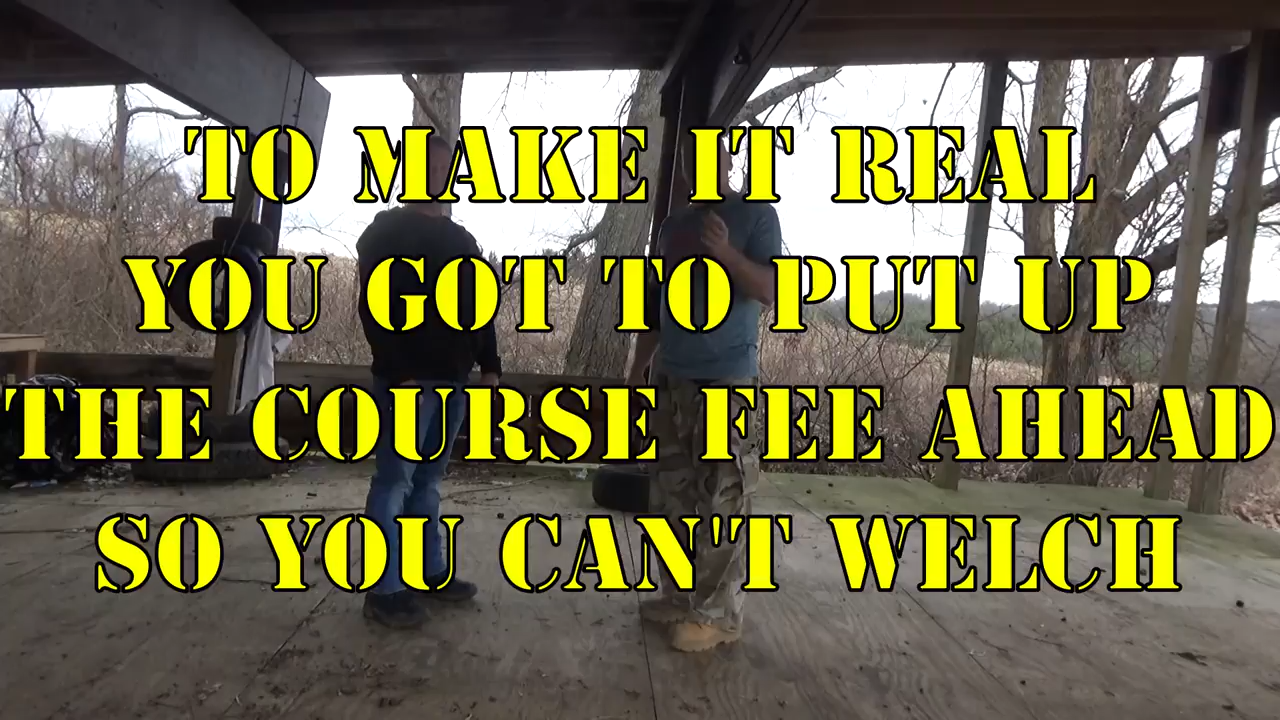 TO MAKE IT REAL
YOU GOT TO PUT UP
THE COURSE FEE AHEAD
SO YOU CAN'T WELCH